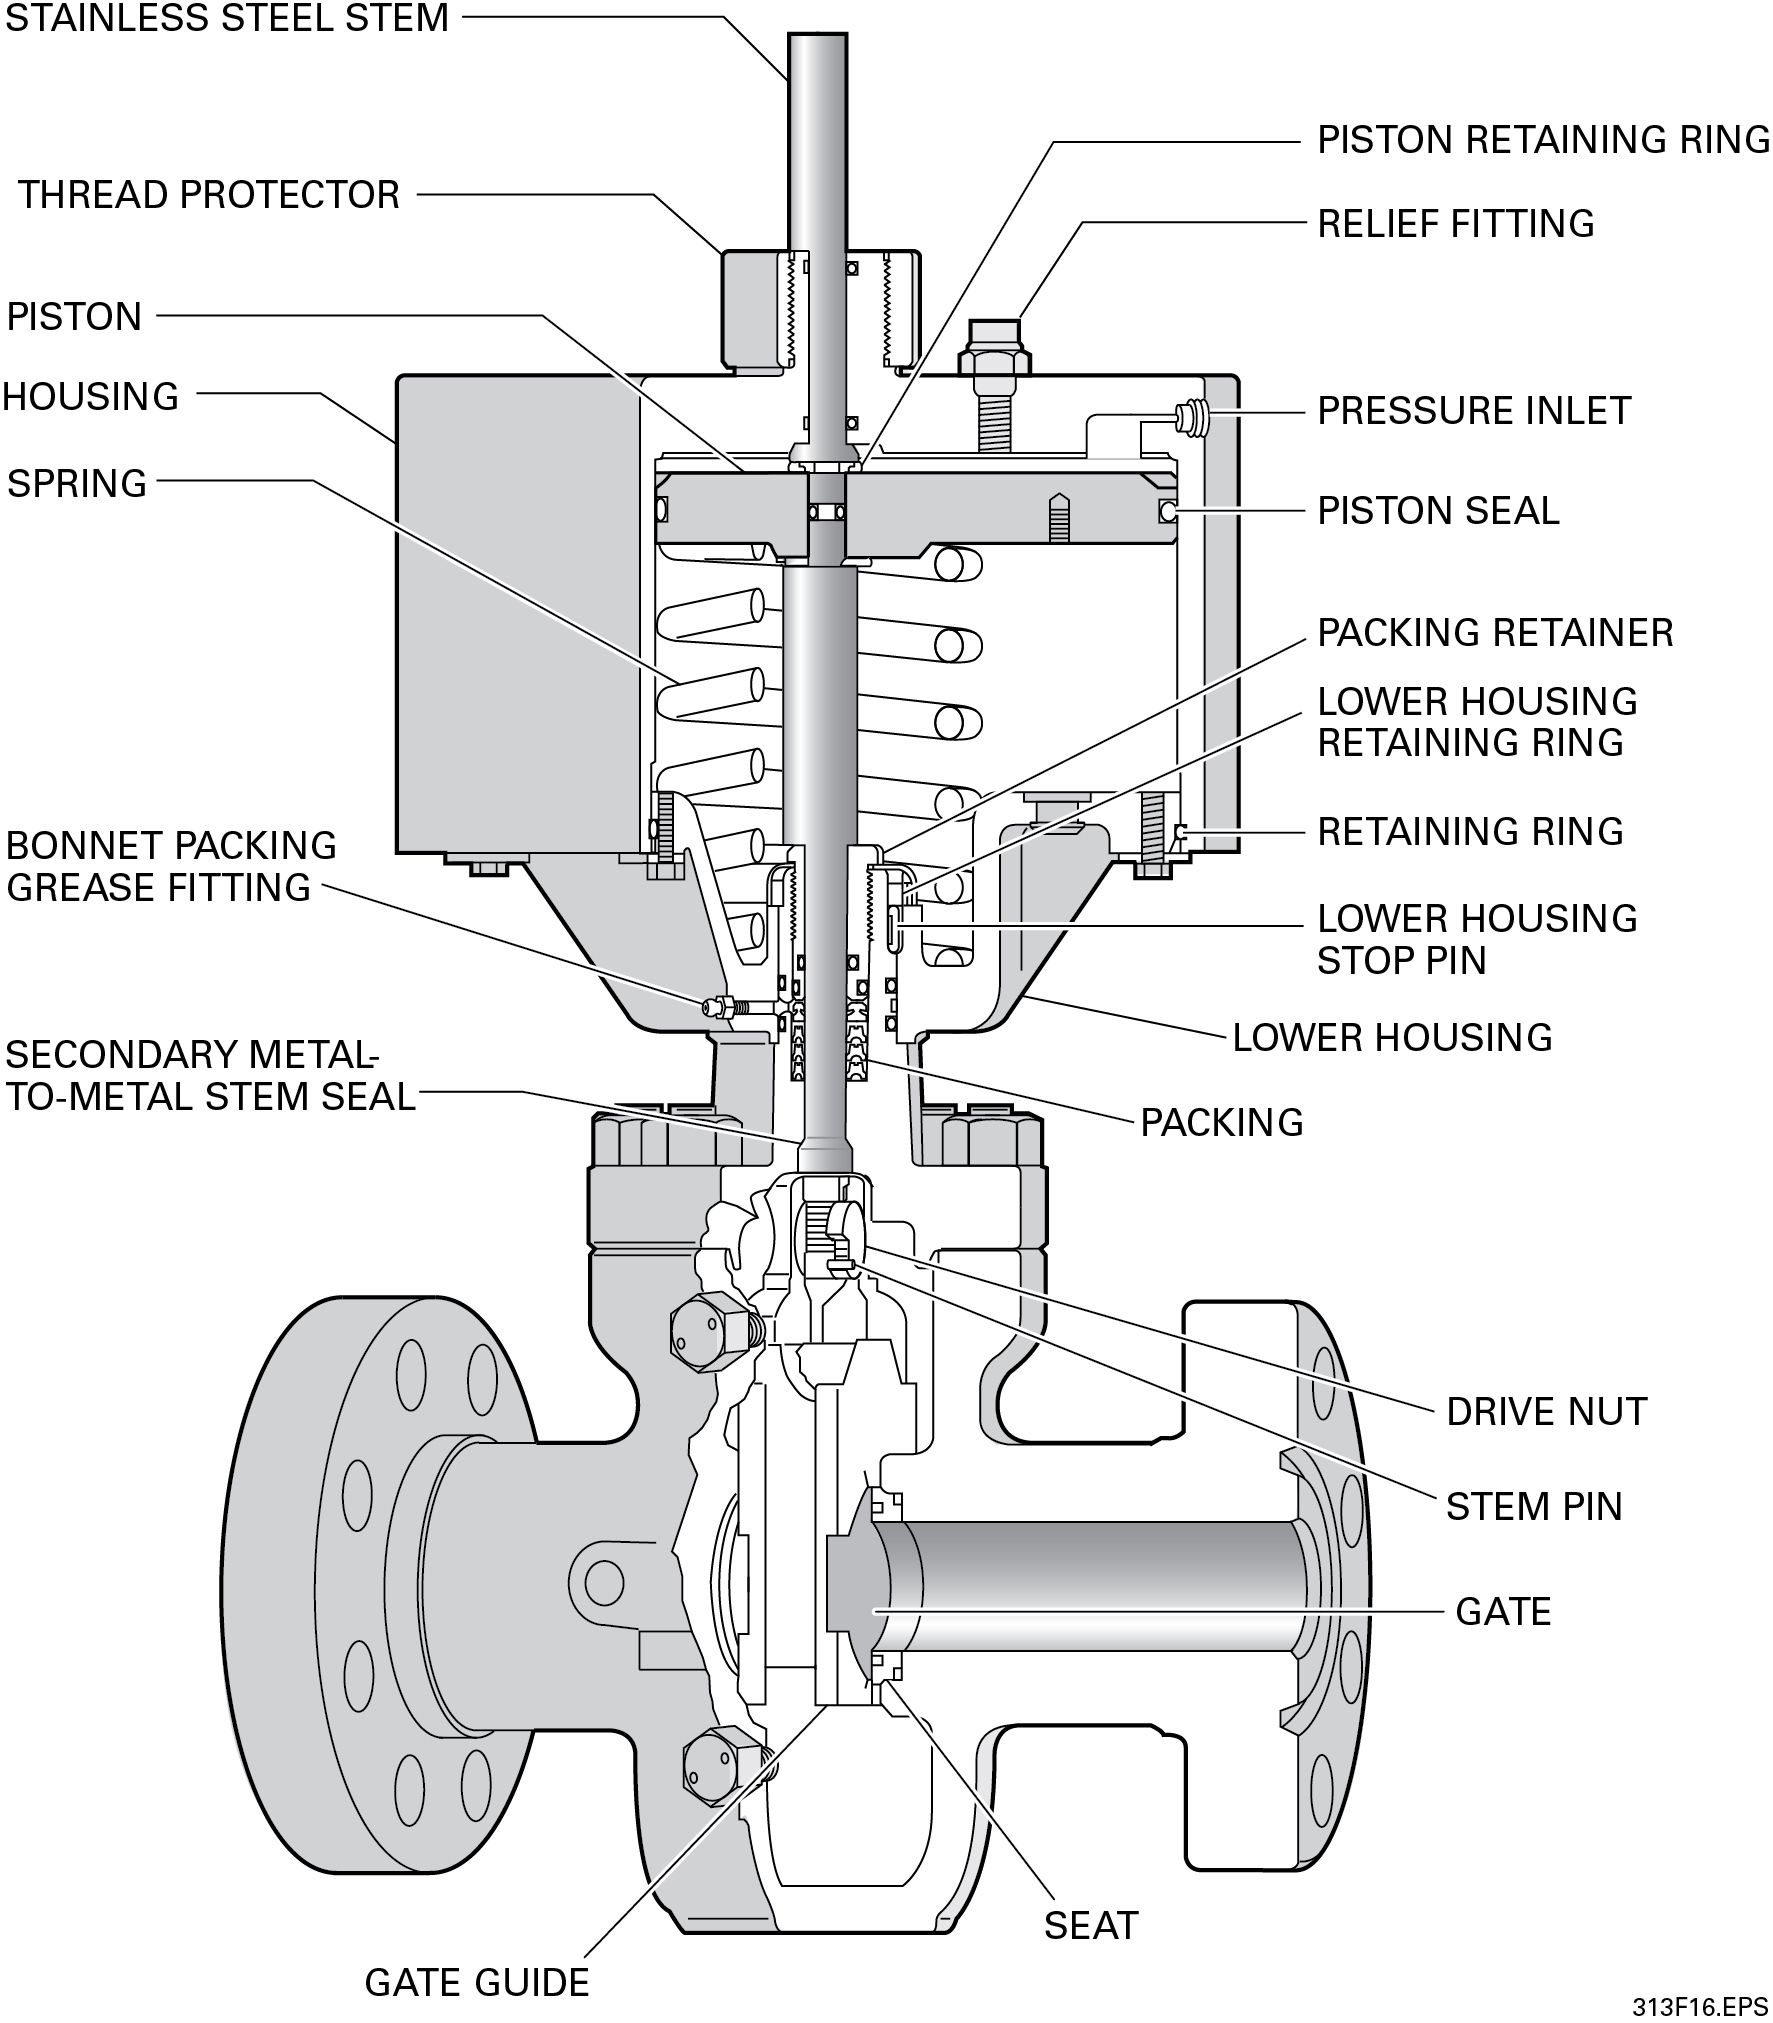 STAINLESS STEEL STEM
PISTON RETAINING RING
THREAD PROTECTOR
RELIEF FITTING
PISTON
HOUSING
PRESSURE INLET
SPRING
PISTON SEAL
PACKING RETAINER
LOWER HOUSING
RETAINING RING
BONNET PACKING
GREASE FITTING
RETAINING RING
LOWER HOUSING
STOP PIN
LOWER HOUSING
SECONDARY METAL-
TO-METAL STEM SEAL
PACKING
DRIVE NUT
STEM PIN
GATE
SEAT
GATE GUIDE
313F16.EPS